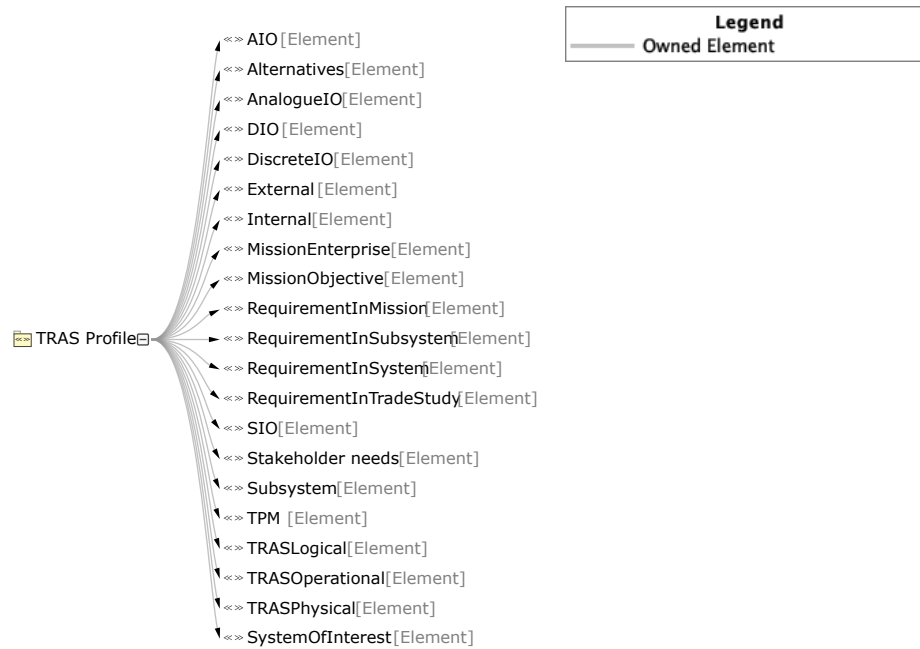 Legend
Owned Element
«» AIO [Element]
«» Alternatives[Element]
«» AnalogueIO[Element]
«» DIO [Element]
«» DiscreteIO[Element]
«» External [Element]
«» Internal[Element]
«» MissionEnterprise[Element]
«» MissionObjective[Element]
«» RequirementInMission[Element]
«» TRAS Profile
«» RequirementInSubsystem[Element]
«» RequirementInSystem[Element]
«» RequirementInTradeStudy[Element]
«» SIO[Element]
«» Stakeholder needs[Element]
«» Subsystem[Element]
«» TPM [Element]
«» TRASLogical[Element]
«» TRASOperational[Element]
«» TRASPhysical[Element]
«» SystemOfInterest[Element]